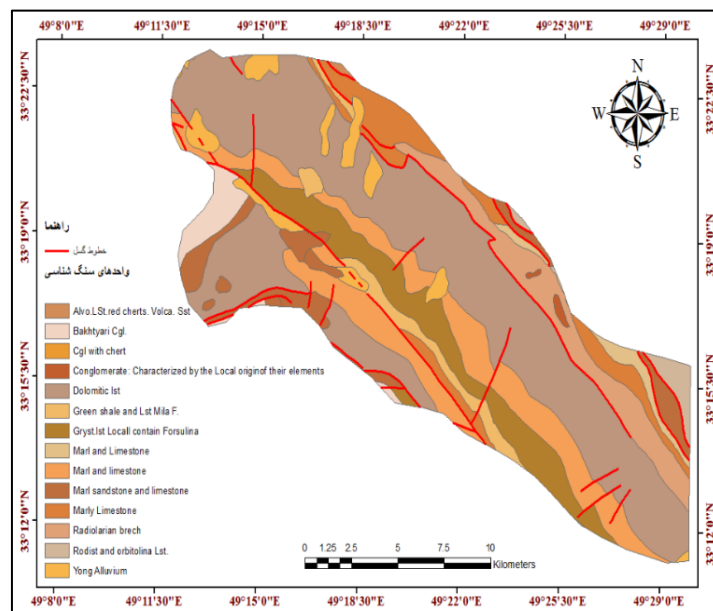 49°8'0"E 49°11'30"E 49°15'0"E 49°18'30"E 49°22'0"E 49°25'30"E 49°29'0"E
33°22'30"N
33°19'0"N
33°15'30"N
33°12'0"N
N
W E
S
33°22'30"N
33°19'0"N
33°15'30"N
33°12'0"N
راهنما
خطوط گسل
واحدهای سنگ شناسی
Alvo.LSt.red cherts. Volca. Sst
Bakhtyari Cgl.
Cgl with chert
Conglomerate: Characterized by the Local originof their elements
Dolomitic lst
Green shale and Lst Mila F.
Gryst.lst Locall contain Forsulina
Marl and Limestone
Marl and limestone
Marl sandstone and limestone
Marly Limestone
Radiolarian brech
Rodist and orbitolina Lst.
Yong Alluvium
0 1.25 2.5 5 7.5 10
Kilometers
49°8'0"E 49°11'30"E 49°15'0"E 49°18'30"E 49°22'0"E 49°25'30"E 49°29'0"E